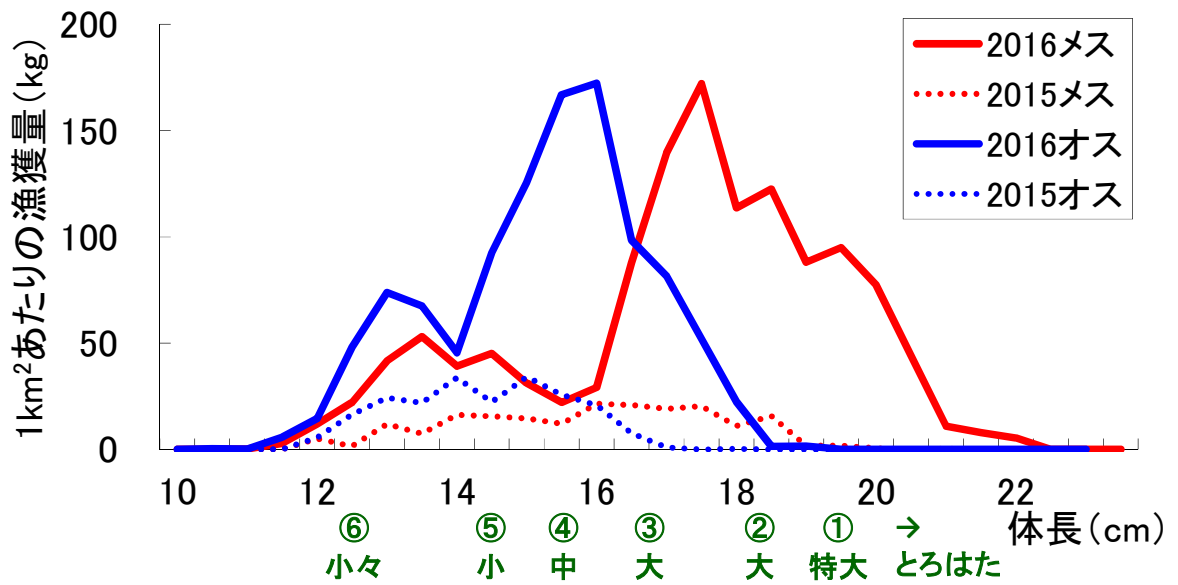 1km²あたりの漁獲量(kg)
200
150
100
50
0
2016メス
2015メス
2016オス
2015オス
10 12 14 16 18 20 22
体長(cm)
⑥ ⑤ ④ ③ ② ① →
小々 小 中 大 大 特大 とろはた